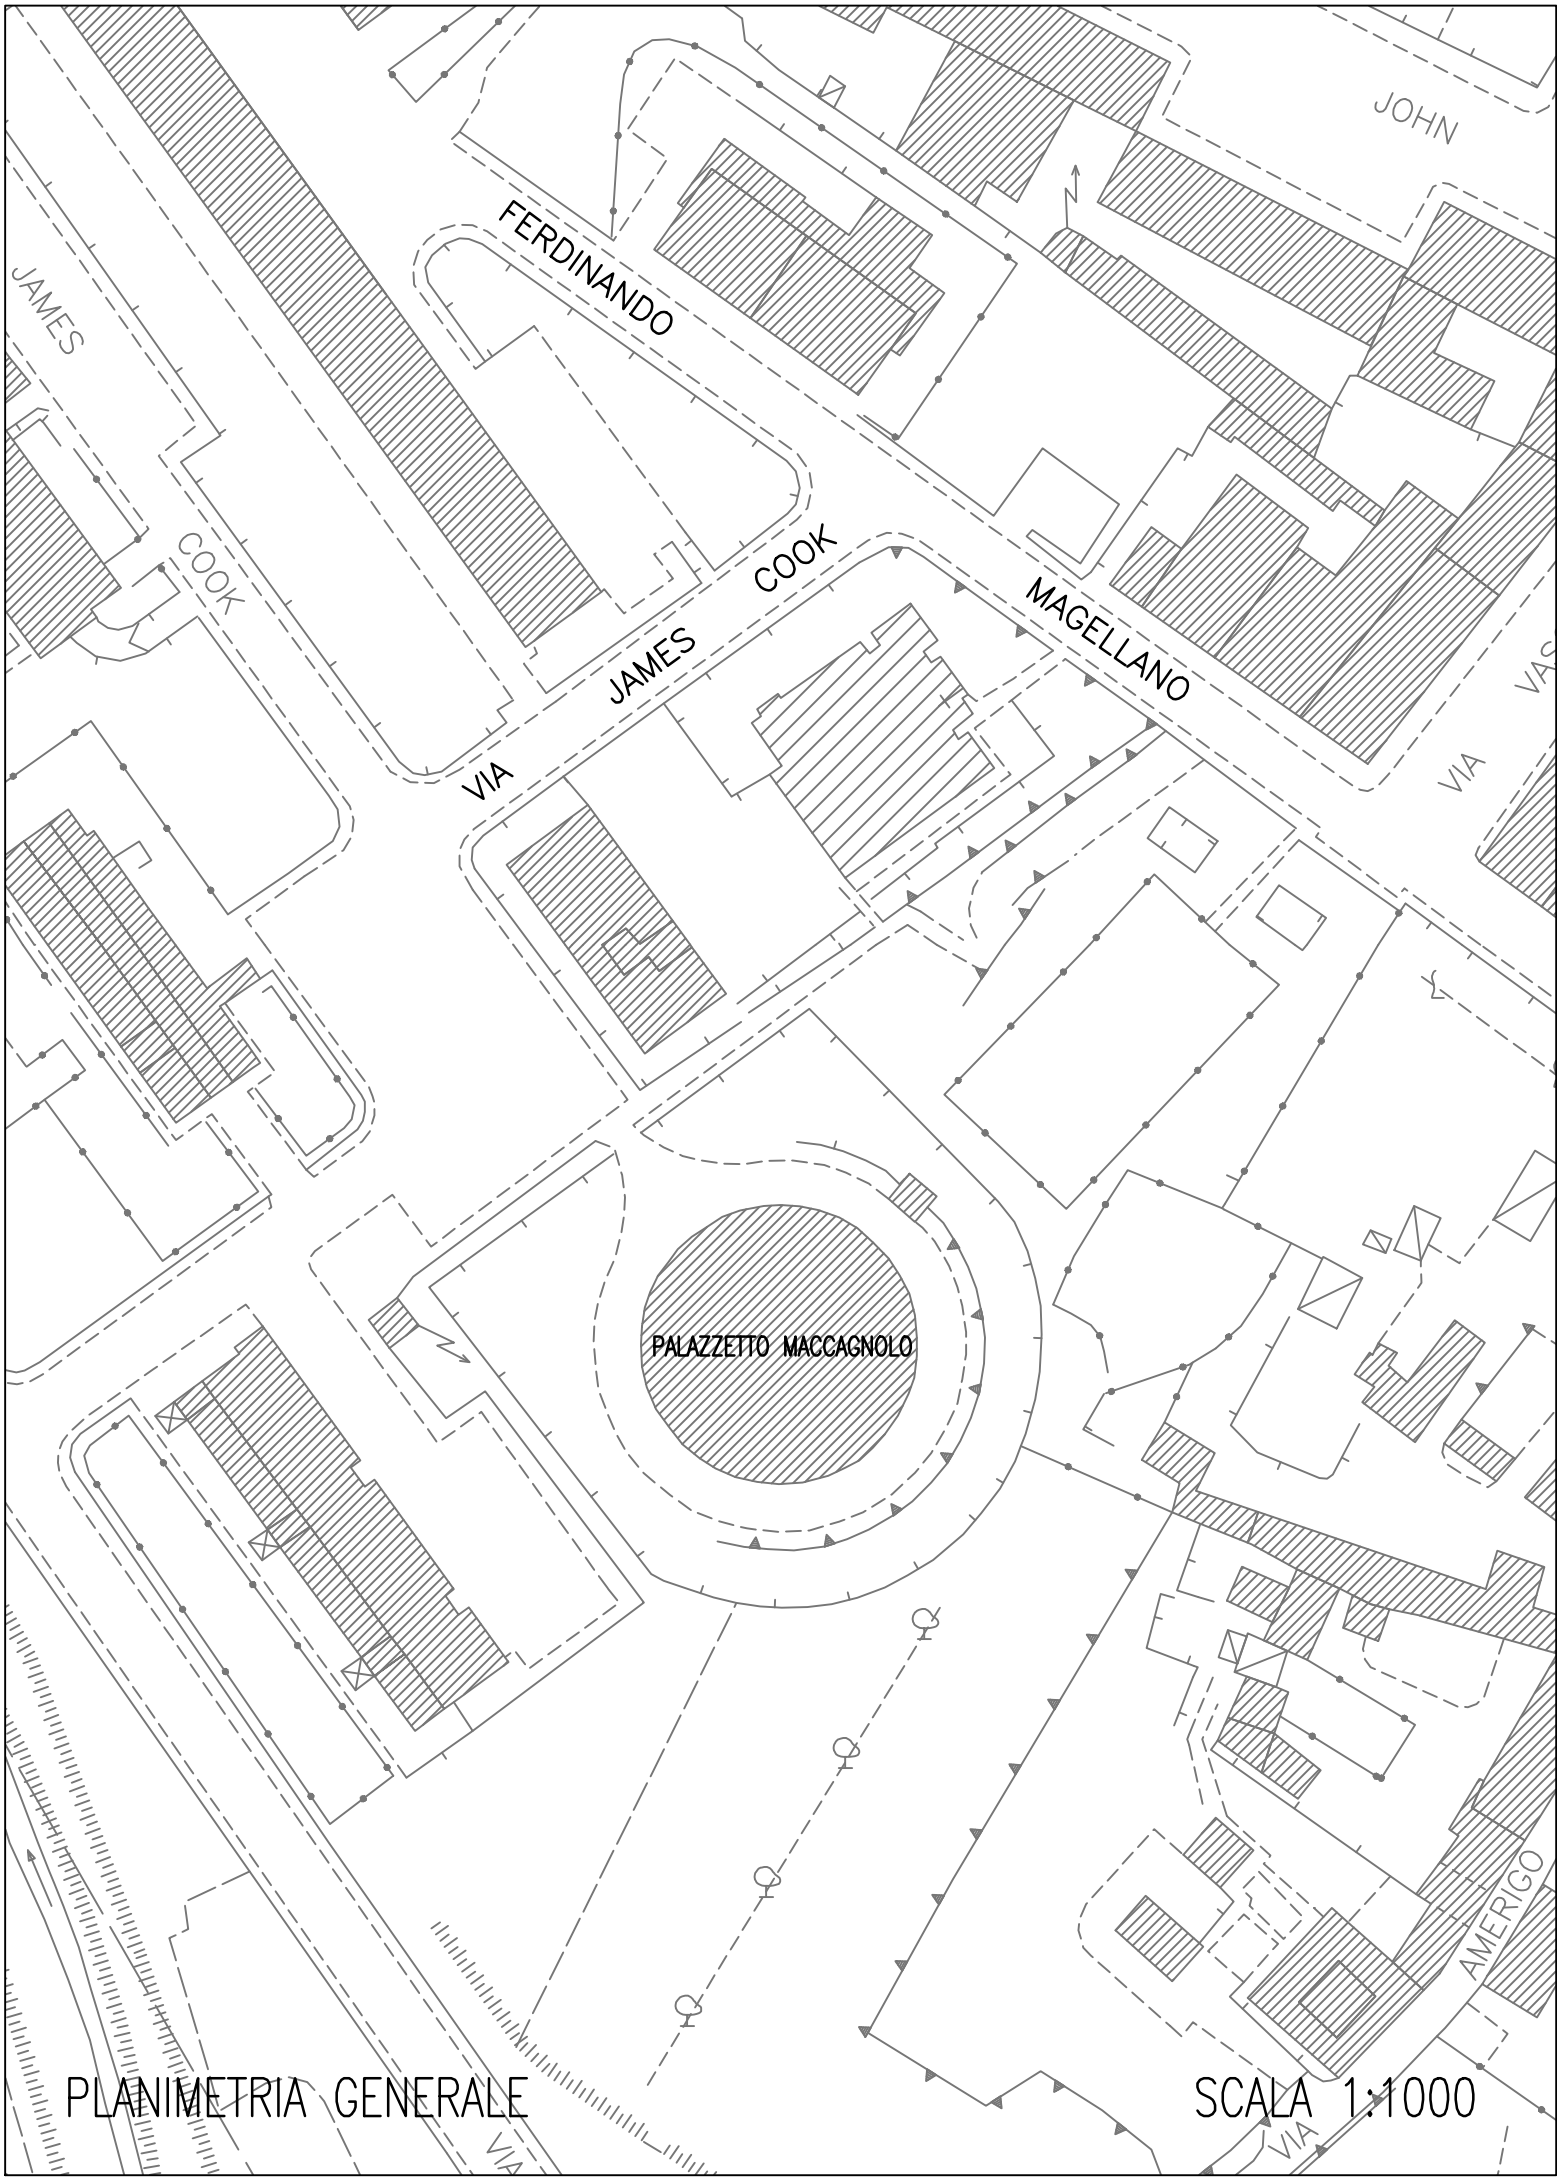 JOHN
FERDINANDO
JAMES
COOK
COOK
MAGELLANO
JAMES
VAS
VIA
VIA
PALAZZETTO MACCAGNOLO
AMERIGO
PLANIMETRIA GENERALE
SCALA 1:1000
VIA
VIA